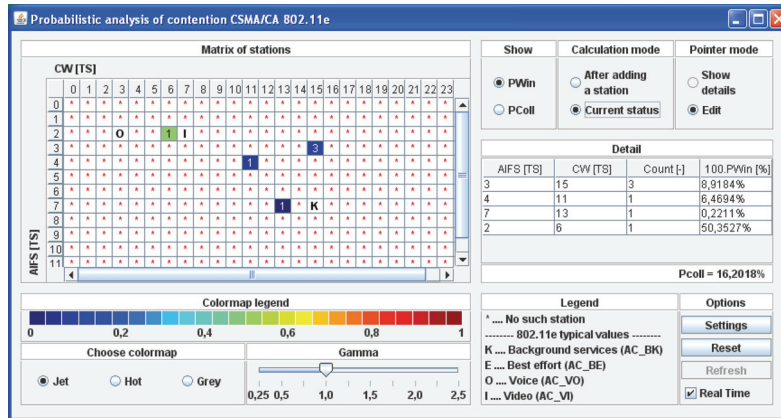 Probabilistic analysis of contention CSMA/CA 802.11e
Matrix of stations
CW [TS]
0 1 2 3 4 5 6 7 8 9 10 11 12 13 14 15 16 17 18 19 20 21 22 23
0 * * * * * * * * * * * * * * * * * * * * * * * *
1 * * * * * * * * * * * * * * * * * * * * * * * *
2 * * * O * * 1 I * * * * * * * * * * * * * * * *
3 * * * * * * * * * * * * * * * 3 * * * * * * * *
4 * * * * * * * * * * * 1 * * * * * * * * * * * *
5 * * * * * * * * * * * * * * * * * * * * * * * *
6 * * * * * * * * * * * * * * * * * * * * * * * *
7 * * * * * * * * * * * * * 1 * K * * * * * * * *
8 * * * * * * * * * * * * * * * * * * * * * * * *
9 * * * * * * * * * * * * * * * * * * * * * * * *
10 * * * * * * * * * * * * * * * * * * * * * * * *
11 * * * * * * * * * * * * * * * * * * * * * * * *
AIFS [TS]
Show
PWin
PColl
Calculation mode
After adding
a station
Current status
Pointer mode
Show
details
Edit
Detail
AIFS [TS] CW [TS] Count [-] 100.PWin [%]
3 15 3 8,9184%
4 11 1 6,4694%
7 13 1 0,2211%
2 6 1 50,3527%
Pcoll = 16,2018%
Colormap legend
0 0,2 0,4 0,6 0,8 1
Choose colormap
Jet Hot Grey
Gamma
0,25 0,5 1,0 1,5 2,0 2,5
Legend
* .... No such station
-------- 802.11e typical values --------
K .... Background services (AC_BK)
E .... Best effort (AC_BE)
O .... Voice (AC_VO)
I .... Video (AC_VI)
Options
Settings
Reset
Refresh
Real Time